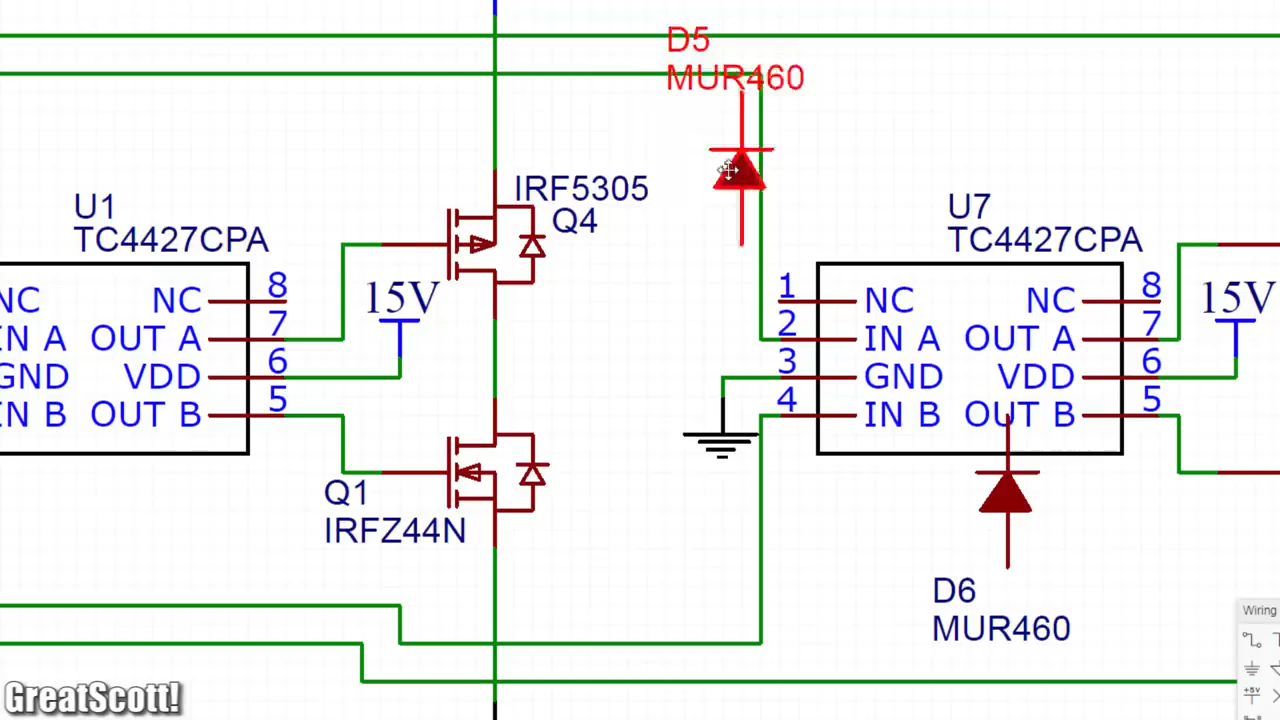 D5
MUR460
IRF5305
Q4
U1
TC4427CPA
NC
IN A
GND
IN B
NC
OUT A
VDD
OUT B
8
7
6
5
15V
Q1
IRFZ44N
U7
TC4427CPA
1
2
3
4
NC
IN A
GND
IN B
NC
OUT A
VDD
OUT B
8
7
6
5
15V
D6
MUR460
Wiring
+5V
GreatScott!